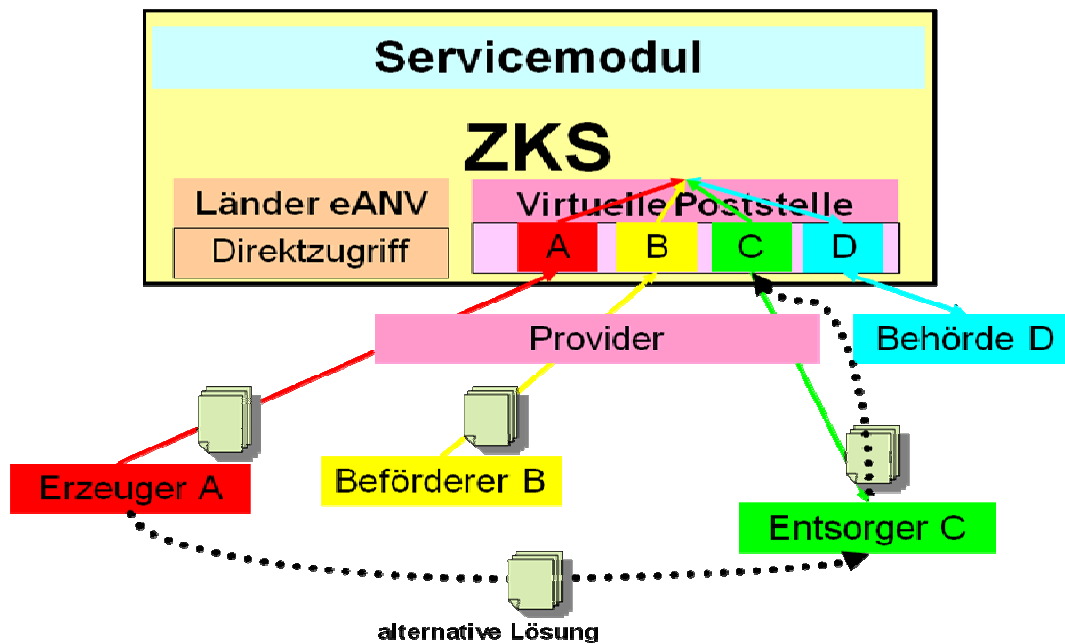 Servicemodul
ZKS
Länder eANV
Direktzugriff
Virtuelle Poststelle
A
B
C
D
Provider
Behörde D
Erzeuger A
Beförderer B
Entsorger C
alternative Lösung